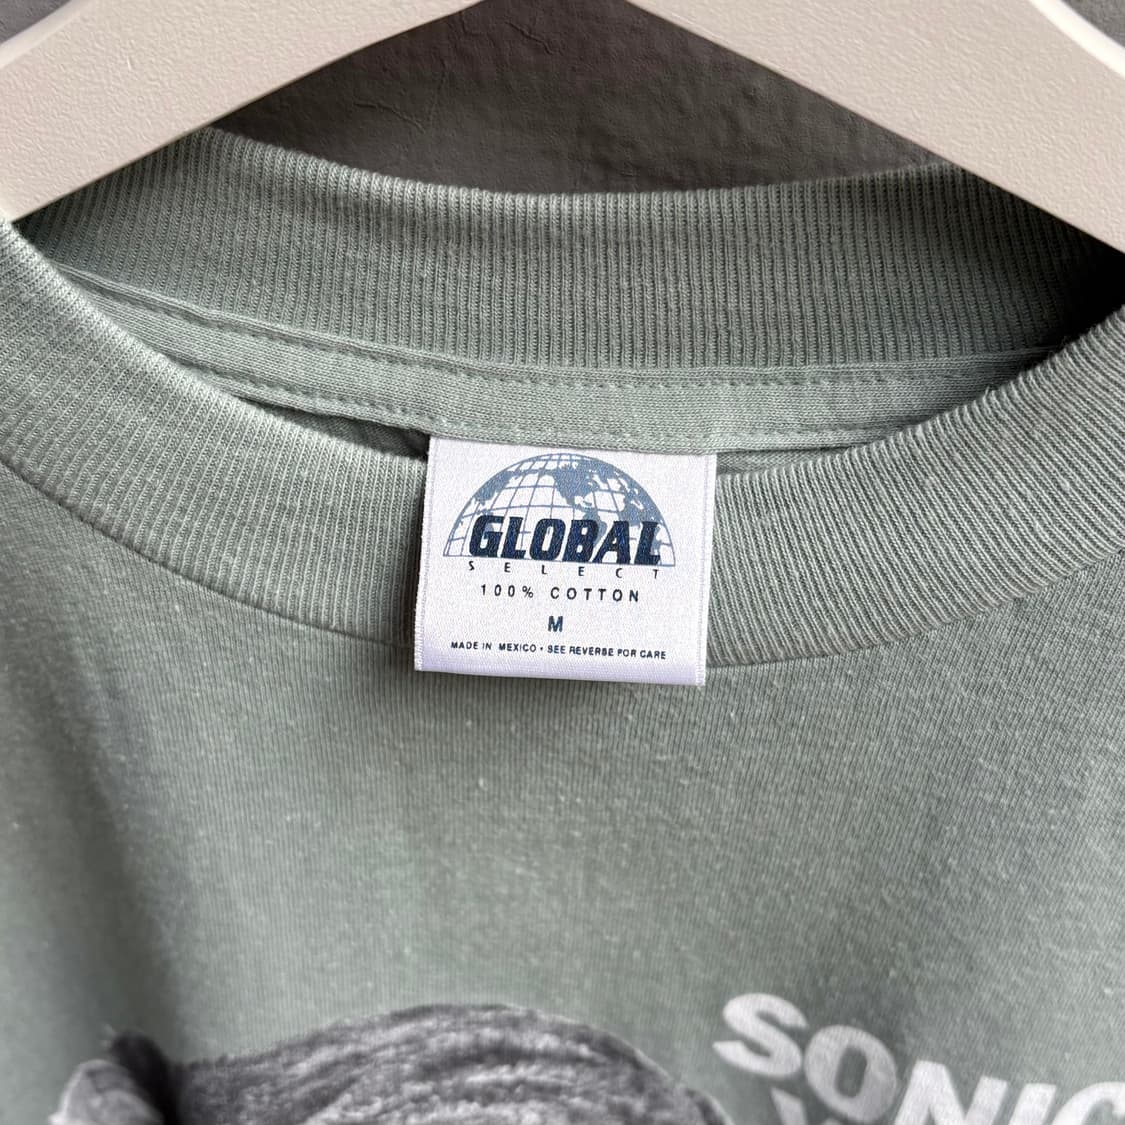 GLOBAL
SELECT
100% COTTON
M
MADE IN MEXICO • SEE REVERSE FOR CARE
SONIC